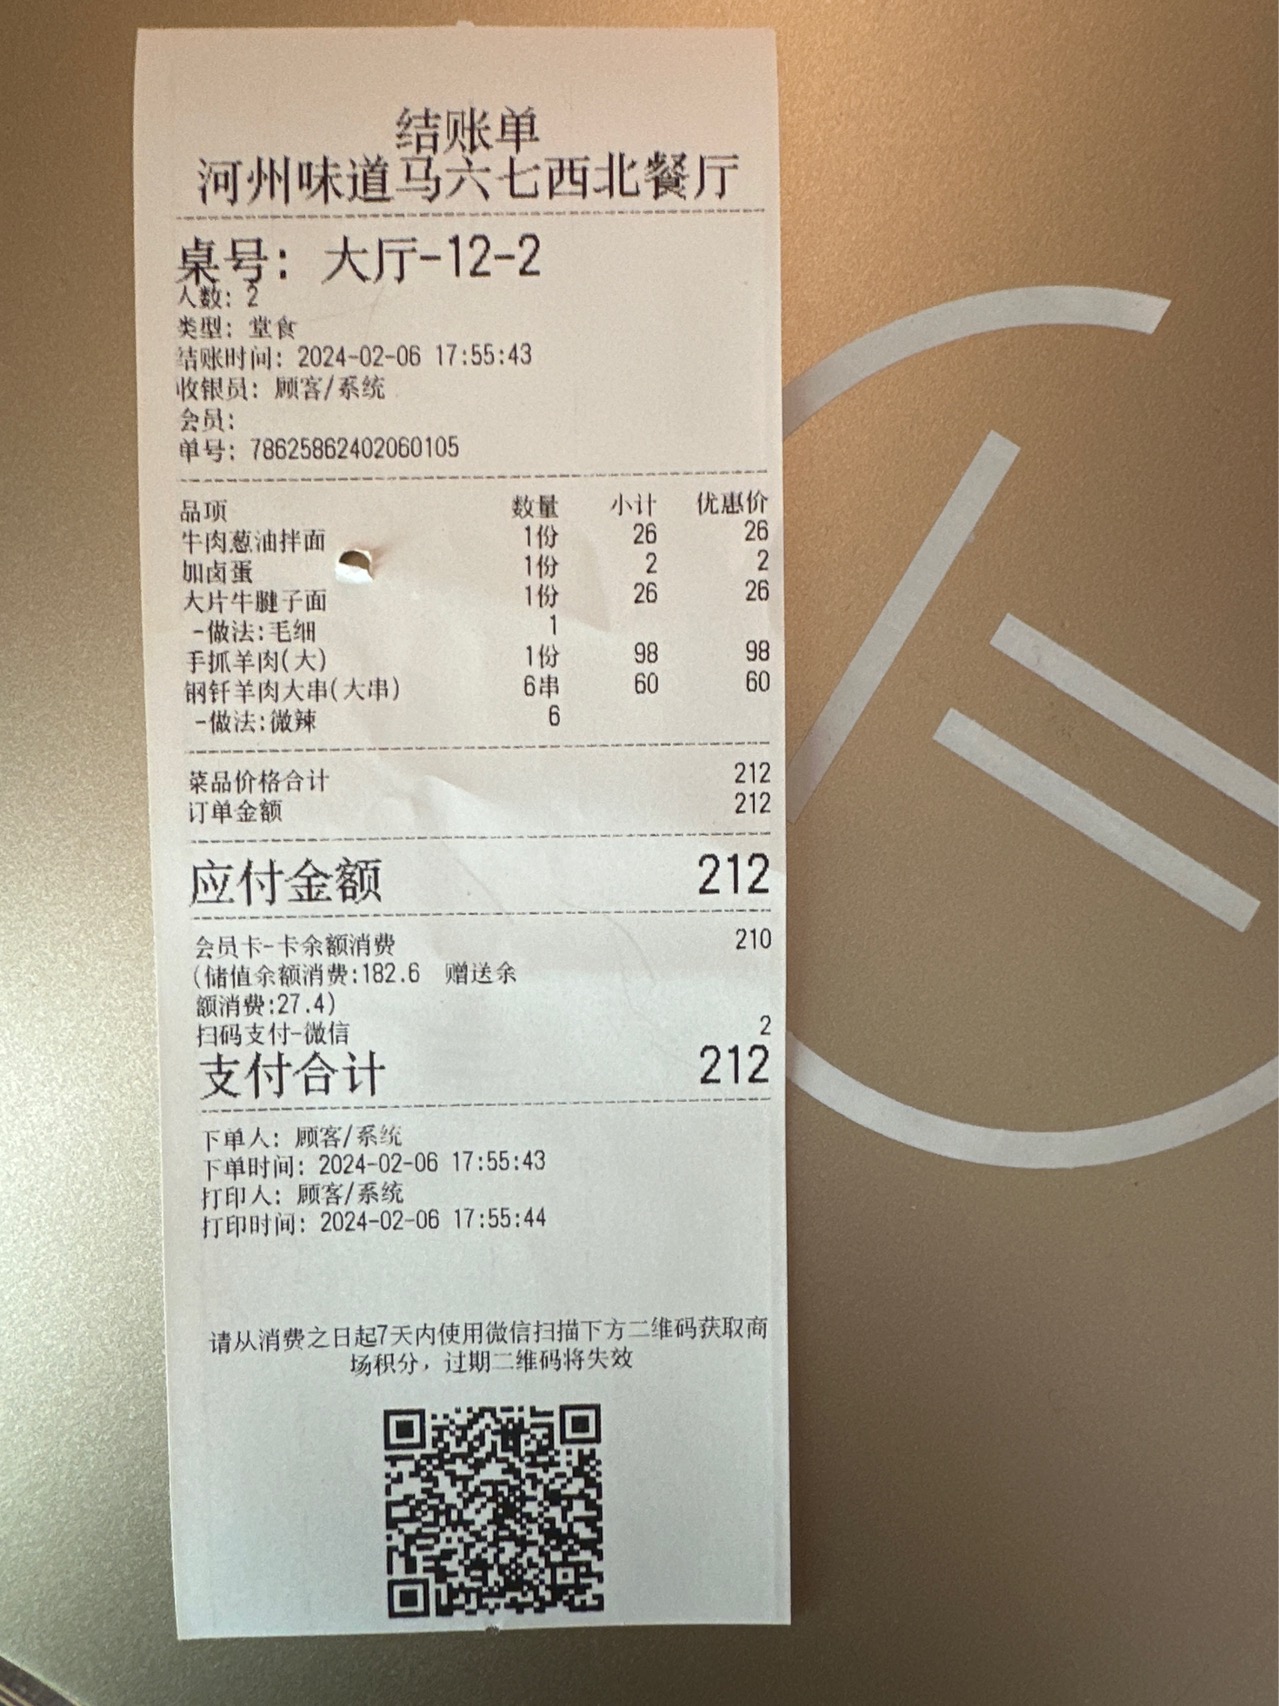 结账单
河州味道马六七西北餐厅
桌号：大厅-12-2
人数：2
类型：堂食
结账时间：2024-02-06 17:55:43
收银员：顾客/系统
会员：
单号：78625862402060105
品项 数量 小计 优惠价
牛肉葱油拌面 1份 26 26
加卤蛋 1份 2 2
大片牛腱子面 1份 26 26
-做法:毛细 1
手抓羊肉(大) 1份 98 98
钢钎羊肉大串(大串) 6串 60 60
-做法:微辣 6
菜品价格合计 212
订单金额 212
应付金额 212
会员卡-卡余额消费 210
(储值余额消费:182.6 赠送余
额消费:27.4)
扫码支付-微信 2
支付合计 212
下单人：顾客/系统
下单时间：2024-02-06 17:55:43
打印人：顾客/系统
打印时间：2024-02-06 17:55:44
请从消费之日起7天内使用微信扫描下方二维码获取商
场积分，过期二维码将失效